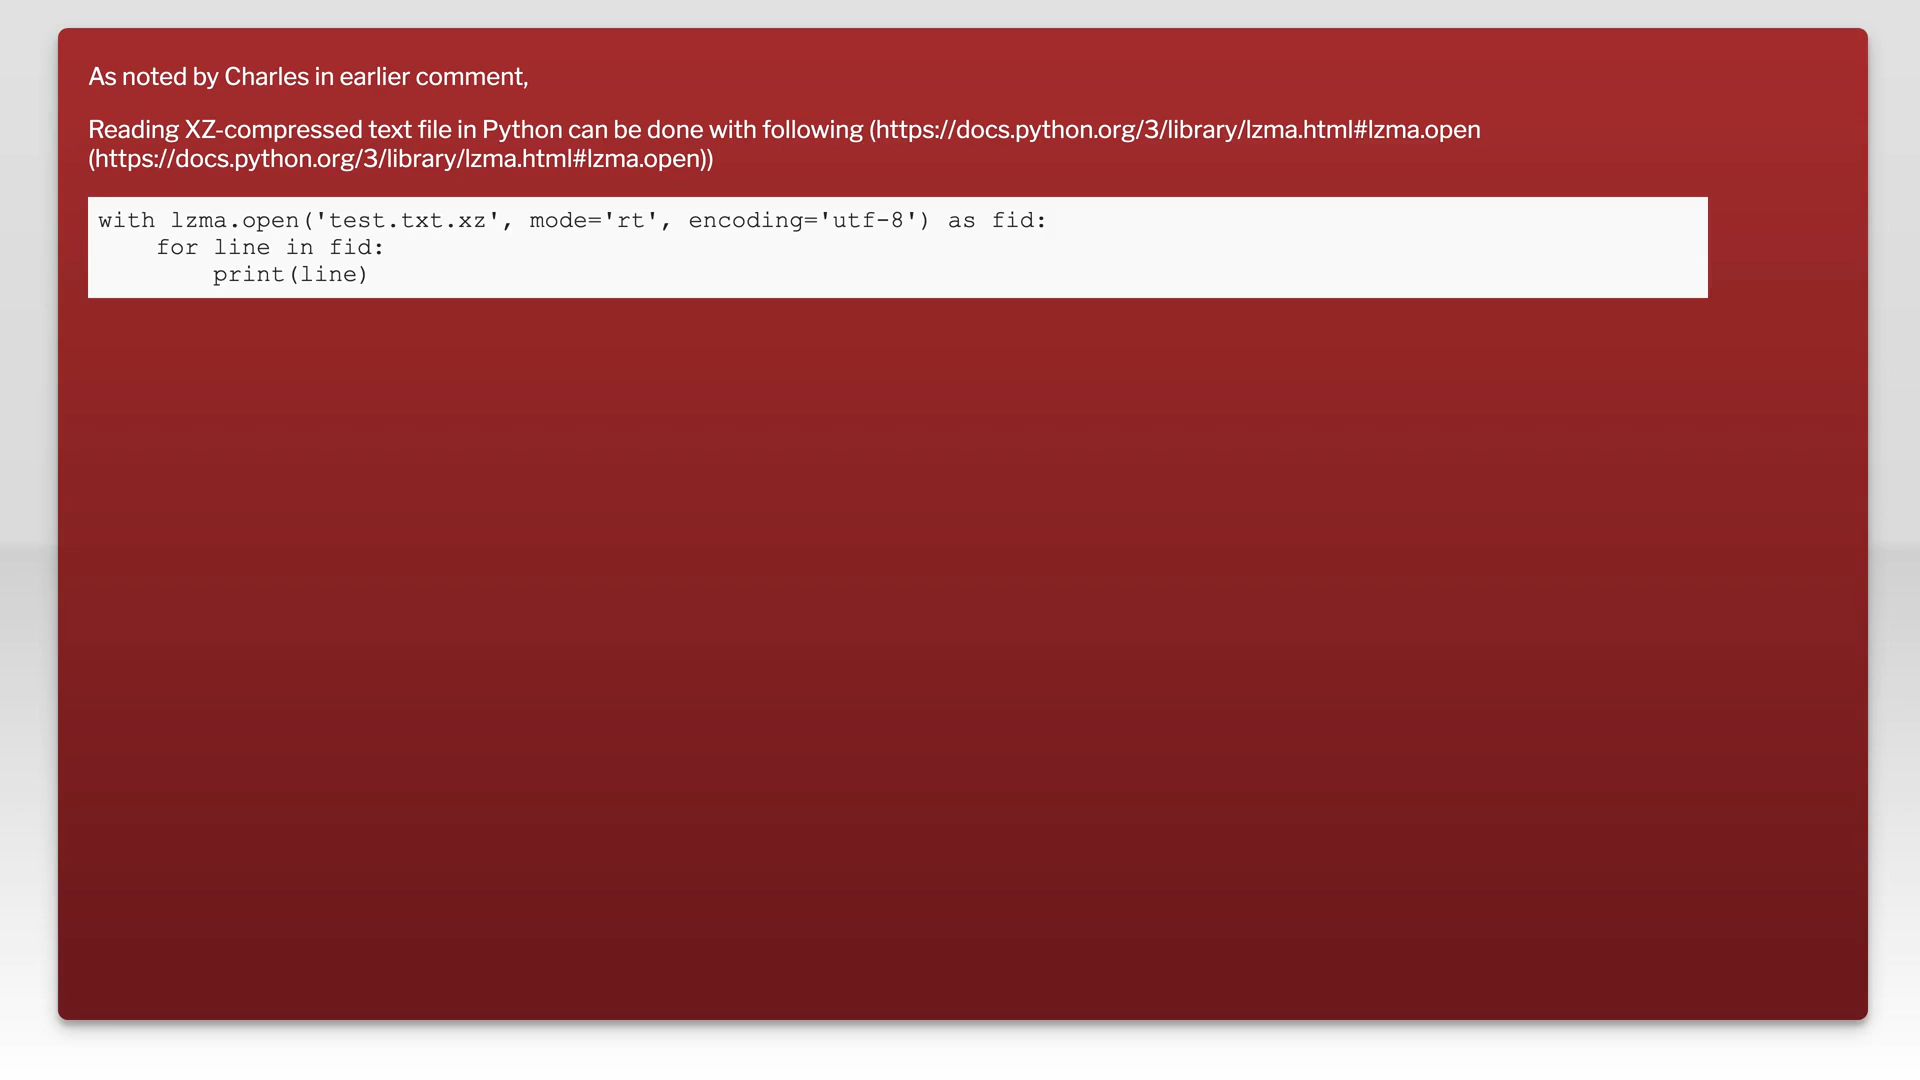 As noted by Charles in earlier comment,
Reading XZ-compressed text file in Python can be done with following (https://docs.python.org/3/library/lzma.html#lzma.open
(https://docs.python.org/3/library/lzma.html#lzma.open))
with lzma.open('test.txt.xz', mode='rt', encoding='utf-8') as fid:
    for line in fid:
        print(line)